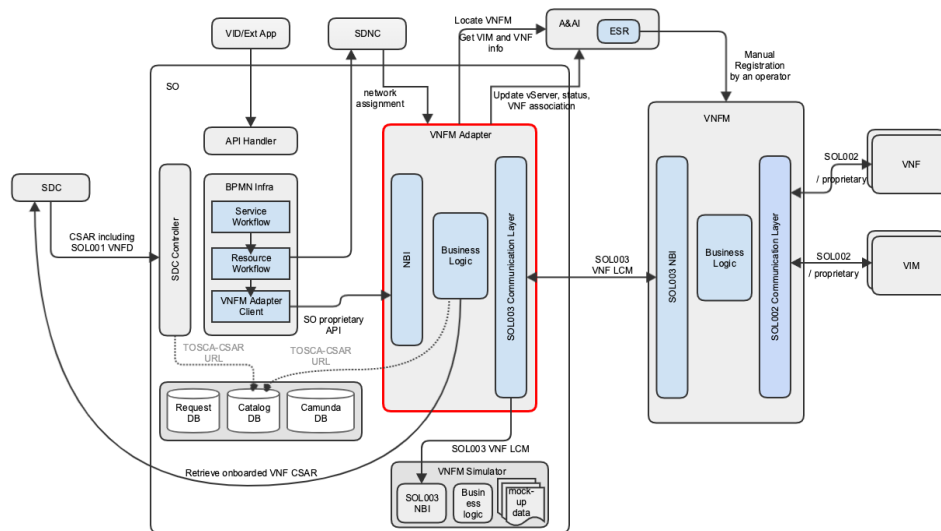 VID/Ext App
SDNC
Locate VNFM
Get VIM and VNF
info
A&AI
ESR
Manual
Registration
by an operator
SO
network
assignment
Update vServer, status,
VNF association
API Handler
VNFM Adapter
VNFM
SOL002
/ proprietary
VNF
SDC
CSAR including
SOL001 VNFD
SDC Controller
BPMN Infra
Service
Workflow
Resource
Workflow
VNFM Adapter
Client
SO proprietary
API
NBI
Business
Logic
SOL003 Communication Layer
SOL003
VNF LCM
SOL003 NBI
Business
Logic
SOL002 Communication Layer
SOL002
/ proprietary
VIM
TOSCA-CSAR
URL
TOSCA-CSAR
URL
Request
DB
Catalog
DB
Camunda
DB
Retrieve onboarded VNF CSAR
SOL003 VNF LCM
VNFM Simulator
SOL003
NBI
Busin
ess
logic
mock-
up
data